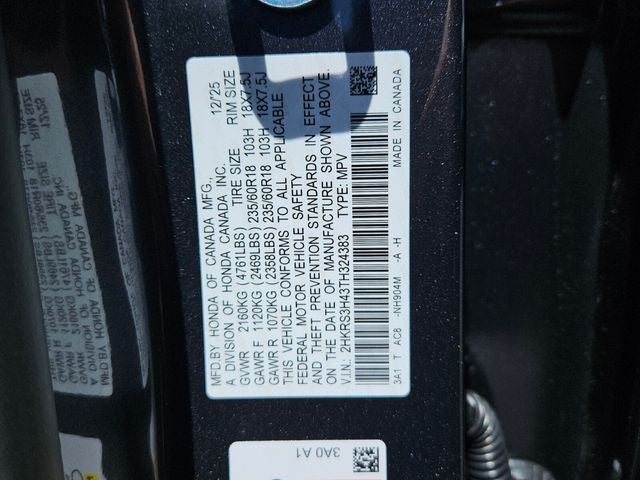 MFD.BY HONDA OF CANADA MFG., 12/25
A DIVISION OF HONDA CANADA INC. TIRE SIZE RIM SIZE
GVWR 2160KG (4761LBS)
GAWR F 1120KG (2469LBS) 235/60R18 103H 18X7.5J
GAWR R 1070KG (2358LBS) 235/60R18 103H 18X7.5J
THIS VEHICLE CONFORMS TO ALL APPLICABLE
FEDERAL MOTOR VEHICLE SAFETY
AND THEFT PREVENTION STANDARDS IN EFFECT
ON THE DATE OF MANUFACTURE SHOWN ABOVE.
V.I.N.: 2HKRS3H43TH324383 TYPE: MPV
3A1 T AC8 -NH904M A -H MADE IN CANADA
3A0 A1